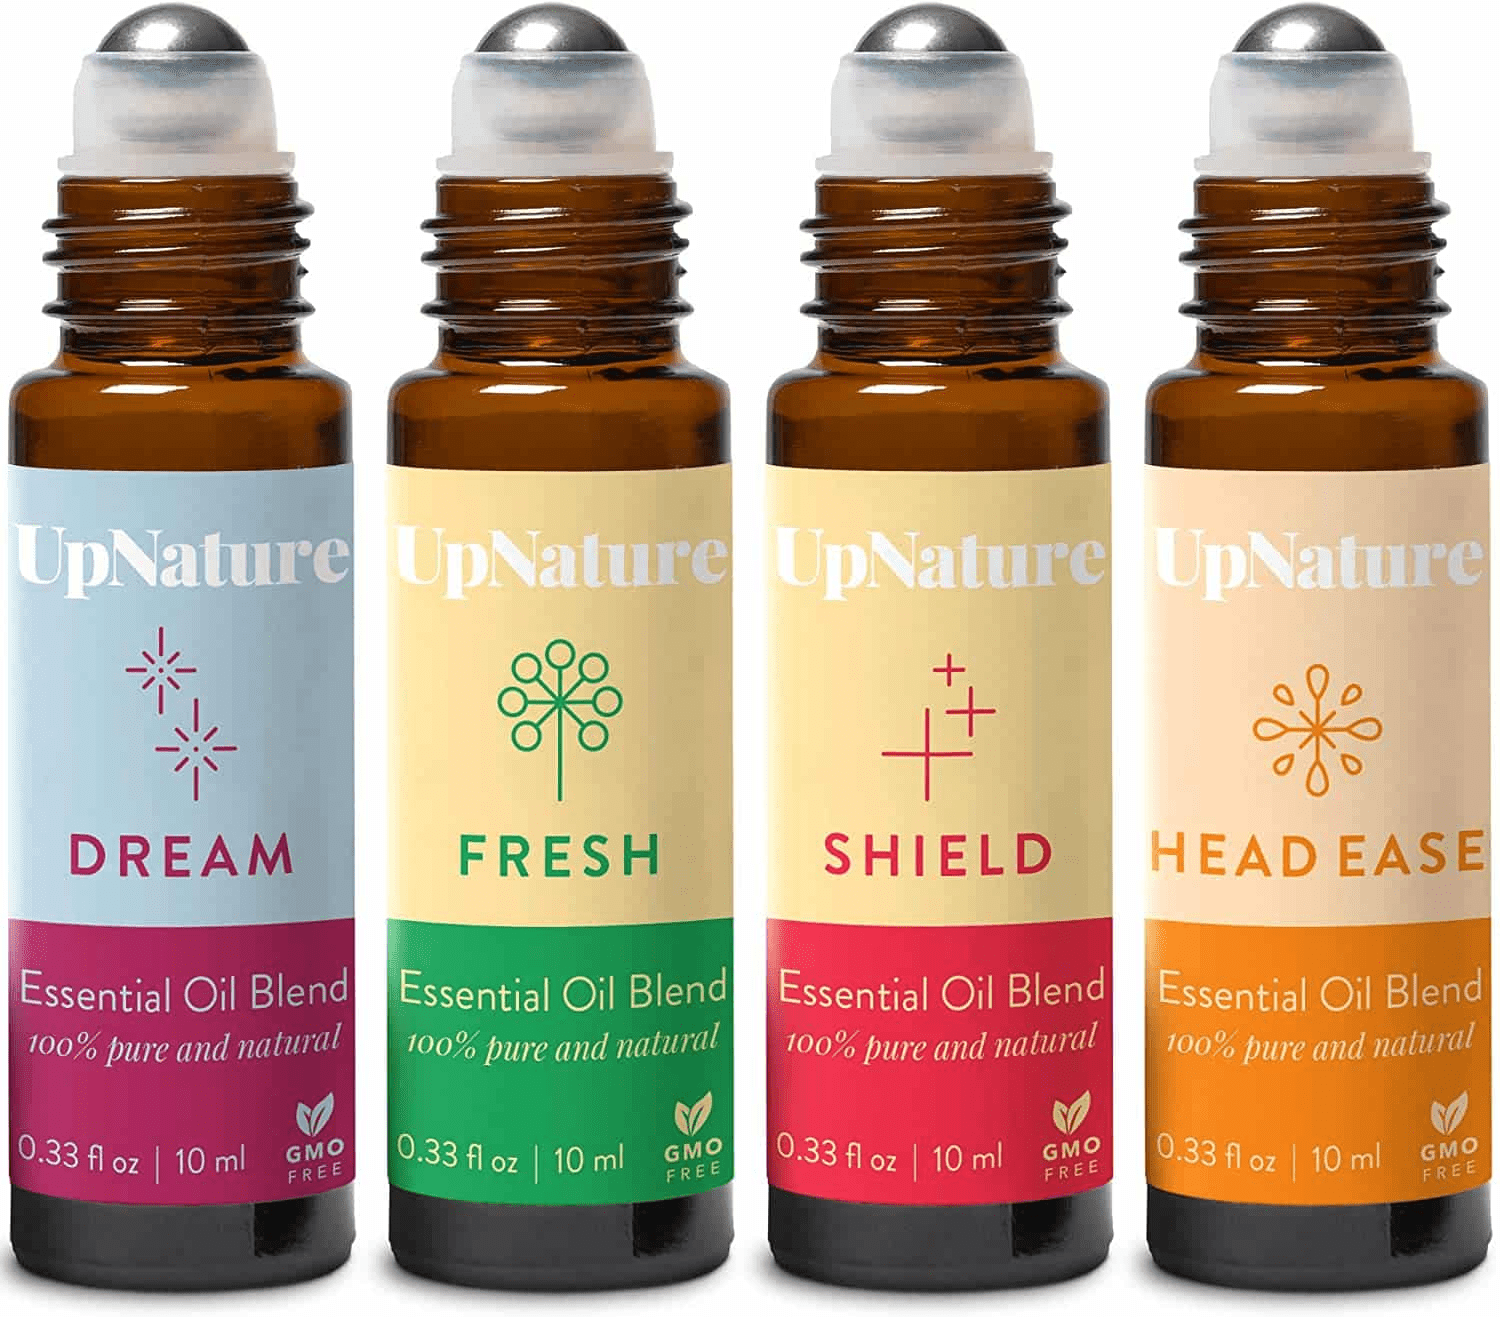 UpNature
DREAM
Essential Oil Blend
100% pure and natural
0.33 fl oz | 10 ml
GMO
FREE
UpNature
FRESH
Essential Oil Blend
100% pure and natural
0.33 fl oz | 10 ml
GMO
FREE
UpNature
SHIELD
Essential Oil Blend
100% pure and natural
0.33 fl oz | 10 ml
GMO
FREE
UpNature
HEAD EASE
Essential Oil Blend
100% pure and natural
0.33 fl oz | 10 ml
GMO
FREE